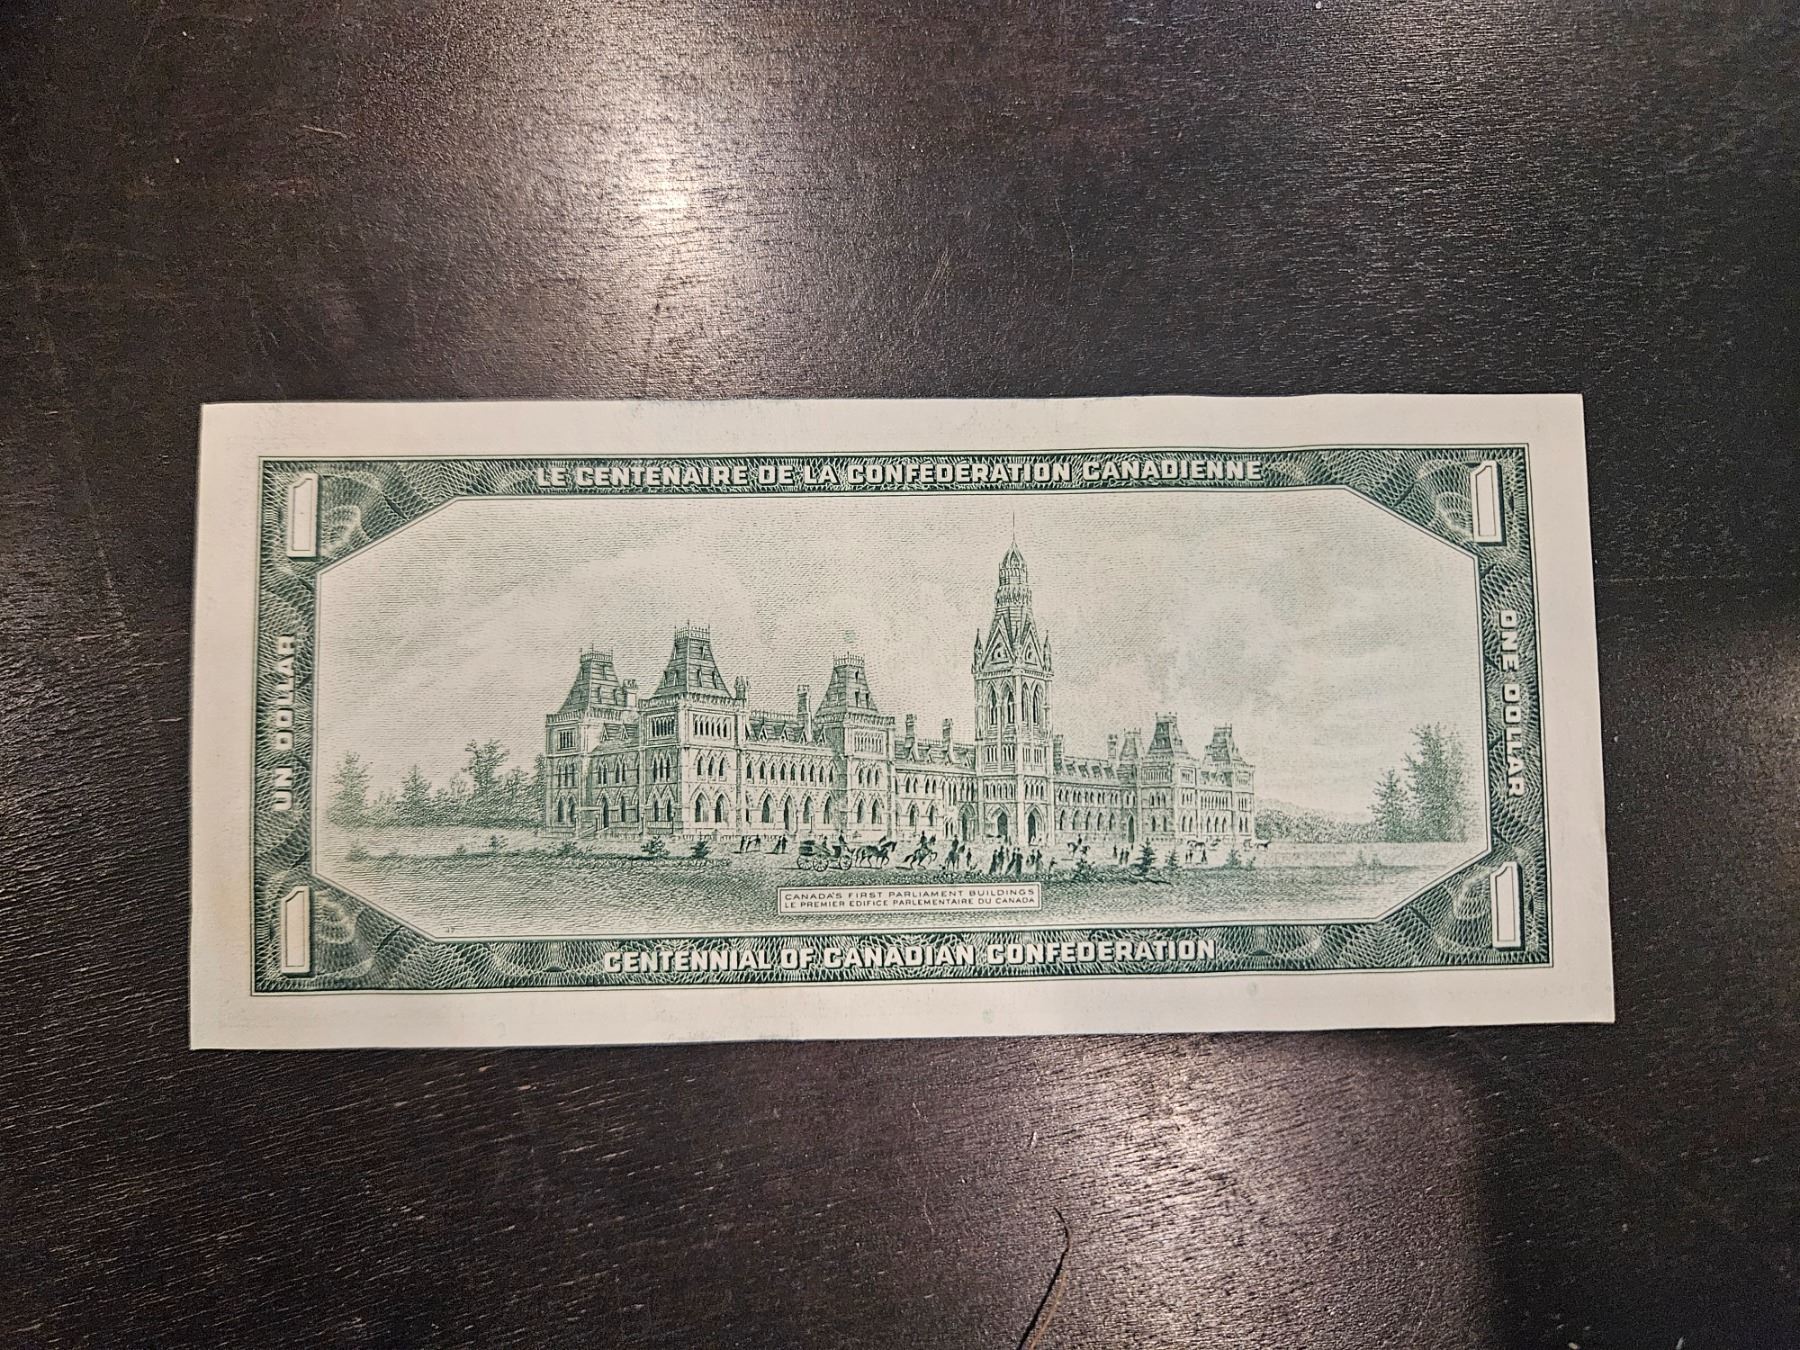 LE CENTENAIRE DE LA CONFEDERATION CANADIENNE
1
1
UN DOLLAR
ONE DOLLAR
CANADA'S FIRST PARLIAMENT BUILDINGS
LE PREMIER EDIFICE PARLEMENTAIRE DU CANADA
1
1
CENTENNIAL OF CANADIAN CONFEDERATION